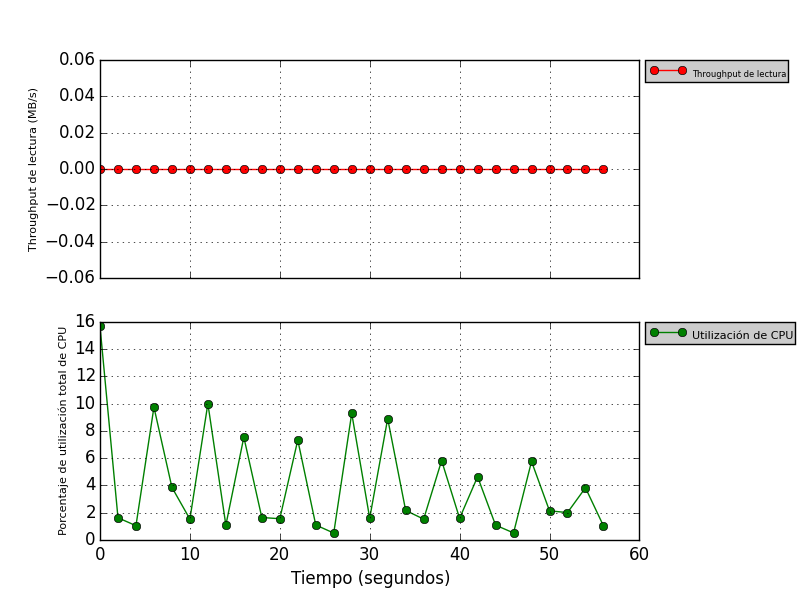 0.06
0.04
0.02
0.00
−0.02
−0.04
−0.06
Throughput de lectura (MB/s)
Throughput de lectura
16
14
12
10
8
6
4
2
0
Porcentaje de utilización total de CPU
Utilización de CPU
0 10 20 30 40 50 60
Tiempo (segundos)